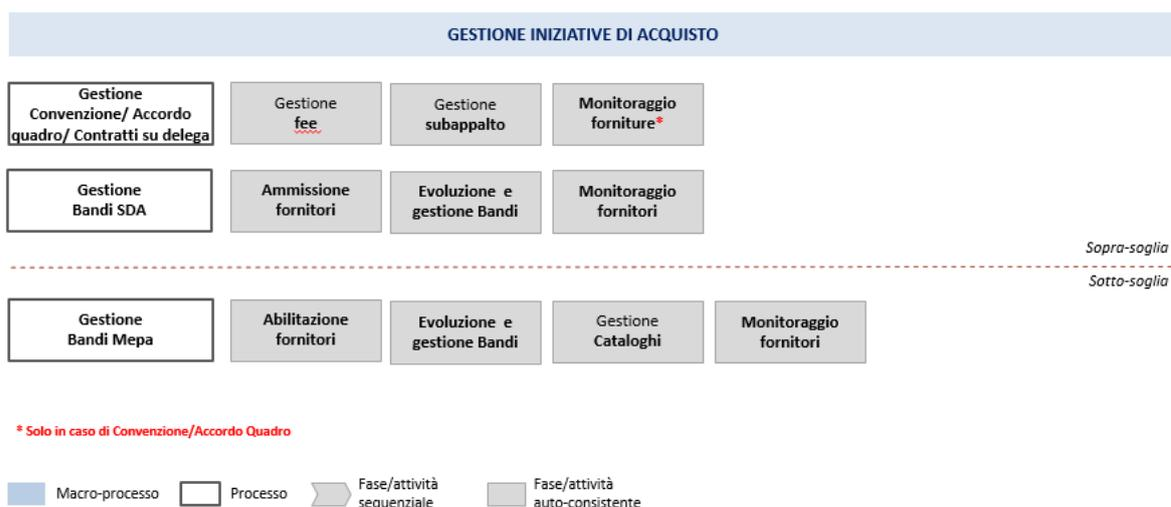 GESTIONE INIZIATIVE DI ACQUISTO
Gestione
Convenzione/ Accordo
quadro/ Contratti su delega
Gestione
fee
Gestione
subappalto
Monitoraggio
forniture*
Gestione
Bandi SDA
Ammissione
fornitori
Evoluzione e
gestione Bandi
Monitoraggio
fornitori
Sopra-soglia
Sotto-soglia
Gestione
Bandi Mepa
Abilitazione
fornitori
Evoluzione e
gestione Bandi
Gestione
Cataloghi
Monitoraggio
fornitori
* Solo in caso di Convenzione/Accordo Quadro
Macro-processo
Processo
Fase/attività
sequenziale
Fase/attività
auto-consistente